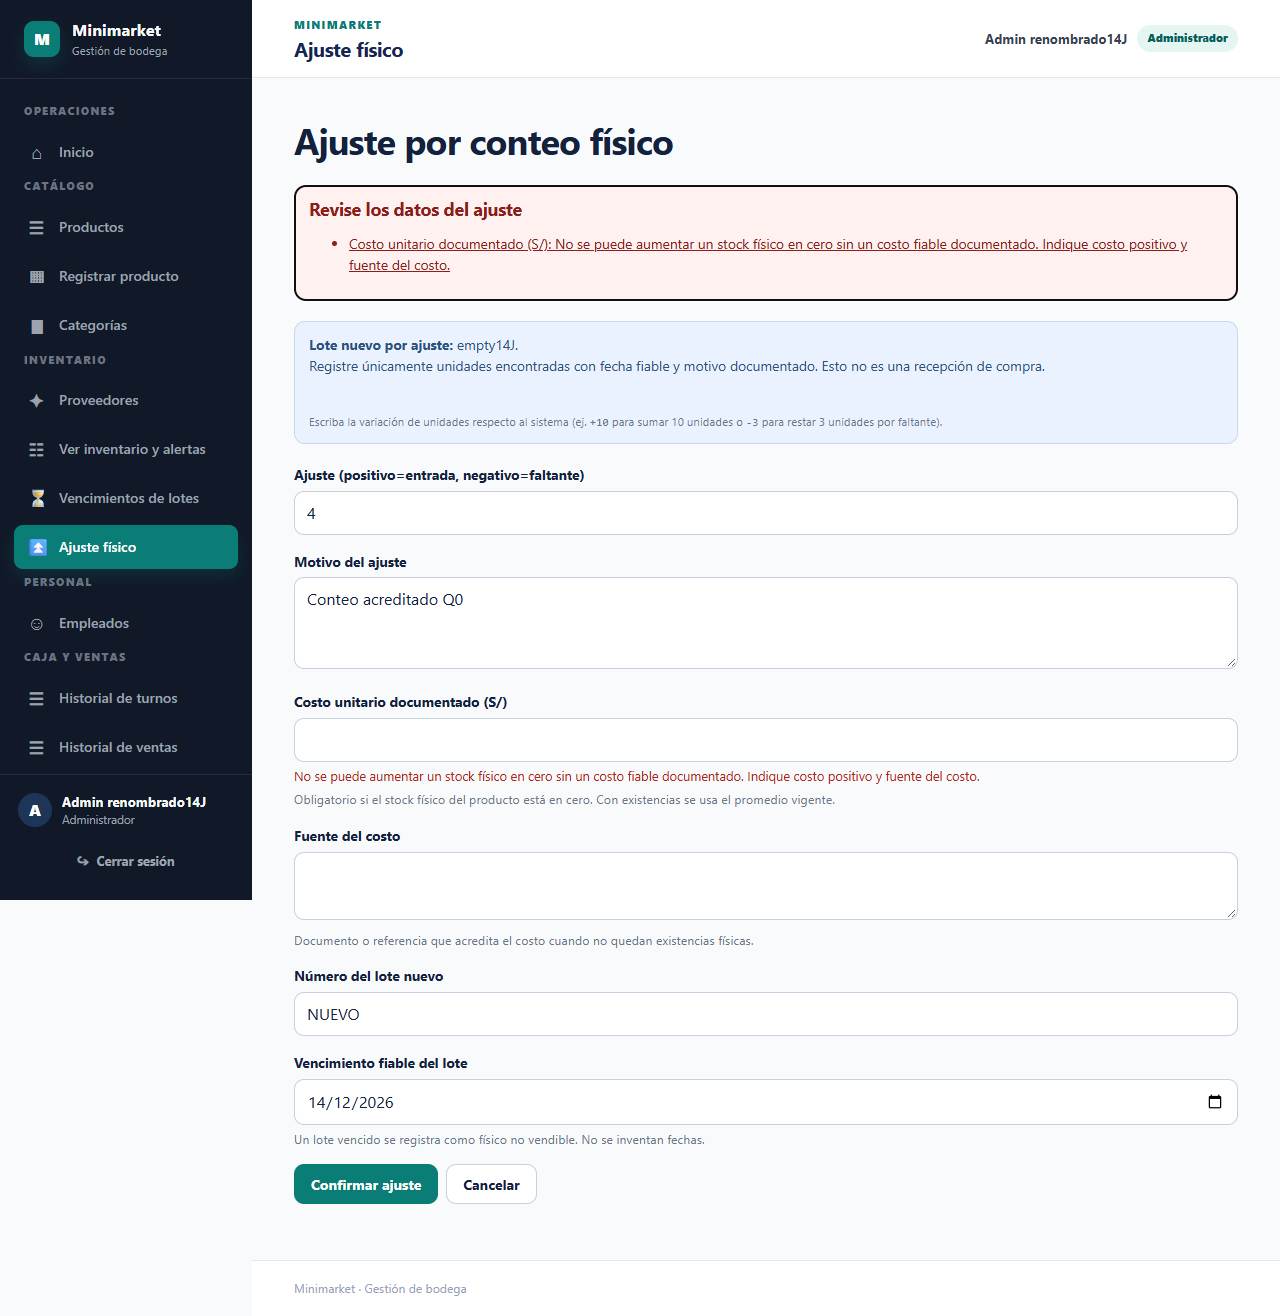 M
Minimarket
Gestión de bodega
OPERACIONES
Inicio
CATÁLOGO
Productos
Registrar producto
Categorías
INVENTARIO
Proveedores
Ver inventario y alertas
Vencimientos de lotes
Ajuste físico
PERSONAL
Empleados
CAJA Y VENTAS
Historial de turnos
Historial de ventas
A
Admin renombrado14J
Administrador
Cerrar sesión
MINIMARKET
Ajuste físico
Admin renombrado14J
Administrador
Ajuste por conteo físico
Revise los datos del ajuste
Costo unitario documentado (S/): No se puede aumentar un stock físico en cero sin un costo fiable documentado. Indique costo positivo y
fuente del costo.
Lote nuevo por ajuste: empty14J.
Registre únicamente unidades encontradas con fecha fiable y motivo documentado. Esto no es una recepción de compra.
Escriba la variación de unidades respecto al sistema (ej. +10 para sumar 10 unidades o -3 para restar 3 unidades por faltante).
Ajuste (positivo=entrada, negativo=faltante)
4
Motivo del ajuste
Conteo acreditado Q0
Costo unitario documentado (S/)
No se puede aumentar un stock físico en cero sin un costo fiable documentado. Indique costo positivo y fuente del costo.
Obligatorio si el stock físico del producto está en cero. Con existencias se usa el promedio vigente.
Fuente del costo
Documento o referencia que acredita el costo cuando no quedan existencias físicas.
Número del lote nuevo
NUEVO
Vencimiento fiable del lote
14/12/2026
Un lote vencido se registra como físico no vendible. No se inventan fechas.
Confirmar ajuste
Cancelar
Minimarket · Gestión de bodega